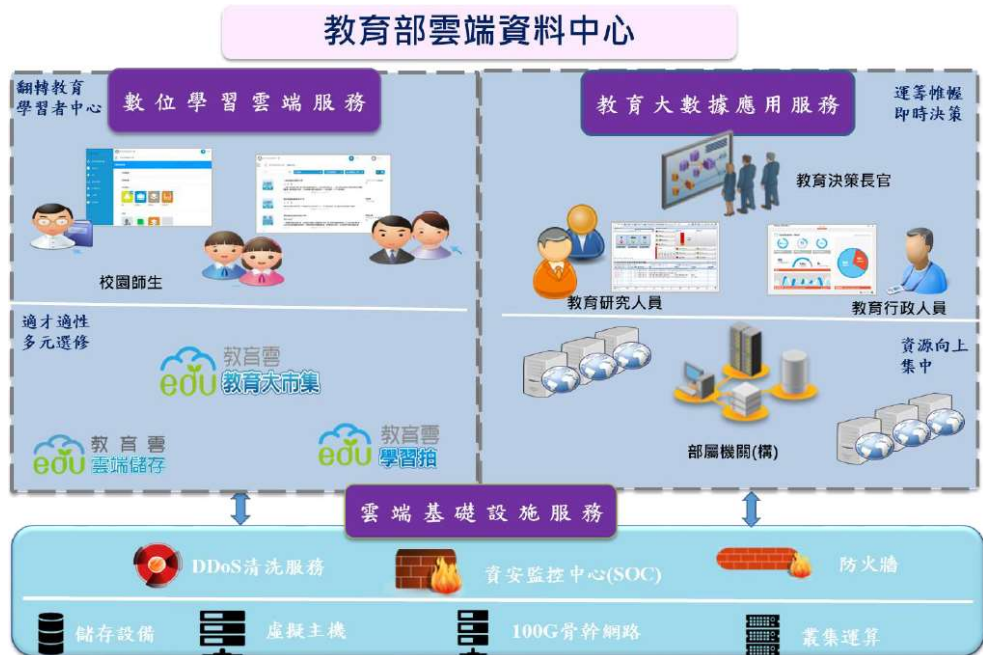 教育部雲端資料中心
翻轉教育
學習者中心
數位學習雲端服務
校園師生
適才適性
多元選修
教育雲
edu 教育大市集
教育雲
edu 雲端儲存
教育雲
edu 學習拍
教育大數據應用服務
運籌帷幄
即時決策
教育決策長官
教育研究人員
教育行政人員
資源向上
集中
部屬機關(構)
雲端基礎設施服務
DDoS清洗服務
資安監控中心(SOC)
防火牆
儲存設備
虛擬主機
100G骨幹網路
叢集運算